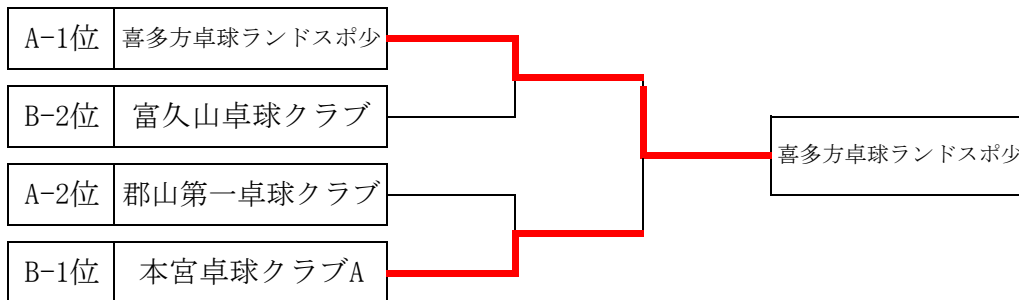 A-1位 喜多方卓球ランドスポ少
B-2位 富久山卓球クラブ
喜多方卓球ランドスポ少
A-2位 郡山第一卓球クラブ
B-1位 本宮卓球クラブA